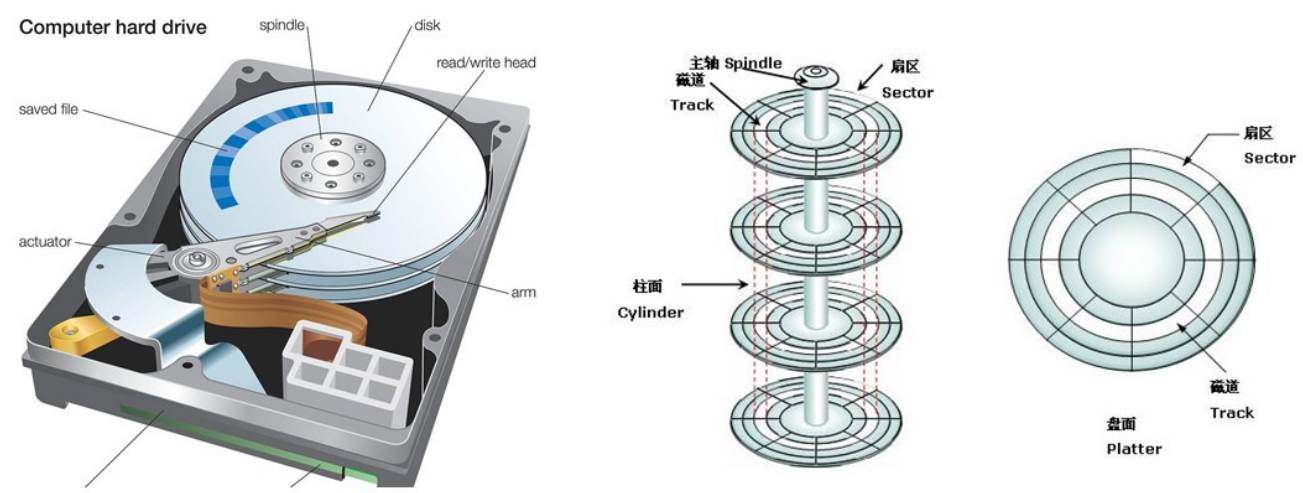 Computer hard drive
spindle
disk
read/write head
saved file
actuator
arm
主轴 Spindle
磁道
Track
扇区
Sector
柱面
Cylinder
扇区
Sector
磁道
Track
盘面
Platter